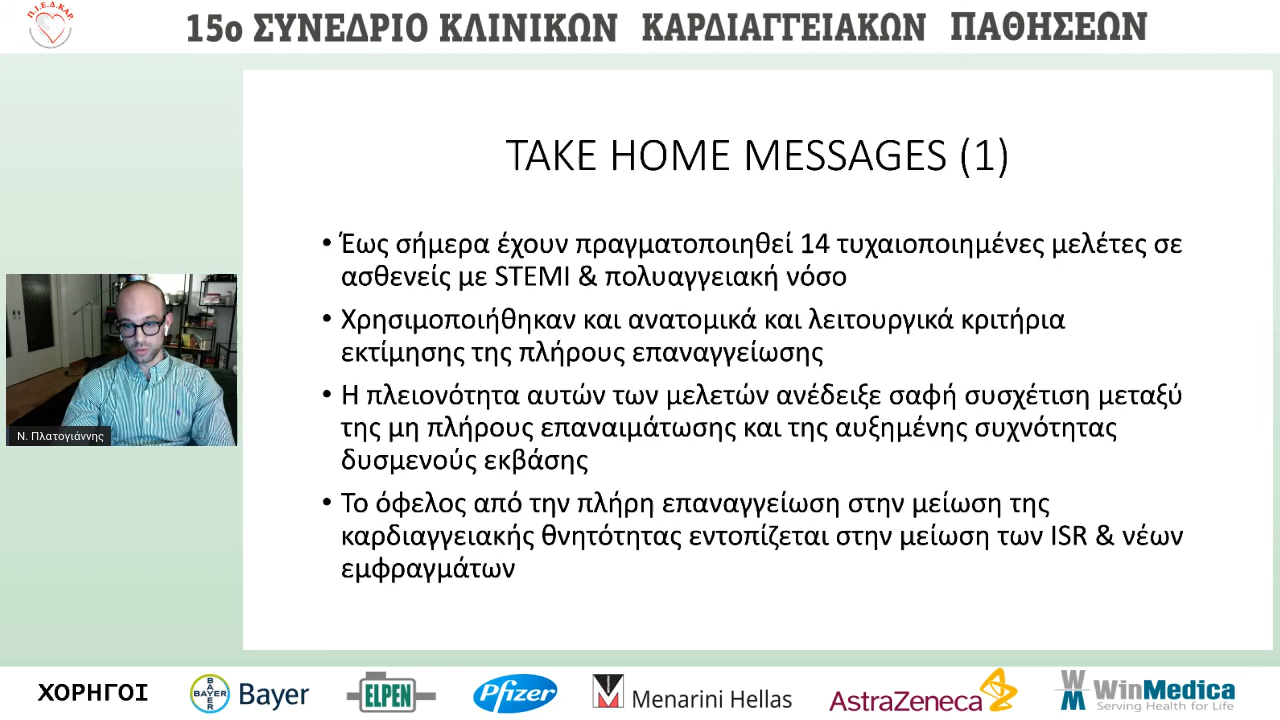 Π.Ι.Ε.Δ.ΚΑΡ.
15ο ΣΥΝΕΔΡΙΟ ΚΛΙΝΙΚΩΝ ΚΑΡΔΙΑΓΓΕΙΑΚΩΝ ΠΑΘΗΣΕΩΝ
TAKE HOME MESSAGES (1)
• Έως σήμερα έχουν πραγματοποιηθεί 14 τυχαιοποιημένες μελέτες σε
ασθενείς με STEMI & πολυαγγειακή νόσο
• Χρησιμοποιήθηκαν και ανατομικά και λειτουργικά κριτήρια
εκτίμησης της πλήρους επαναγγείωσης
• Η πλειονότητα αυτών των μελετών ανέδειξε σαφή συσχέτιση μεταξύ
της μη πλήρους επαναιμάτωσης και της αυξημένης συχνότητας
δυσμενούς εκβάσης
• Το όφελος από την πλήρη επαναγγείωση στην μείωση της
καρδιαγγειακής θνητότητας εντοπίζεται στην μείωση των ISR & νέων
εμφραγμάτων
Ν. Πλατογιάννης
ΧΟΡΗΓΟΙ
BAYER
BAYER
Bayer
ELPEN
Pfizer
Menarini Hellas
AstraZeneca
WinMedica
Serving Health for Life